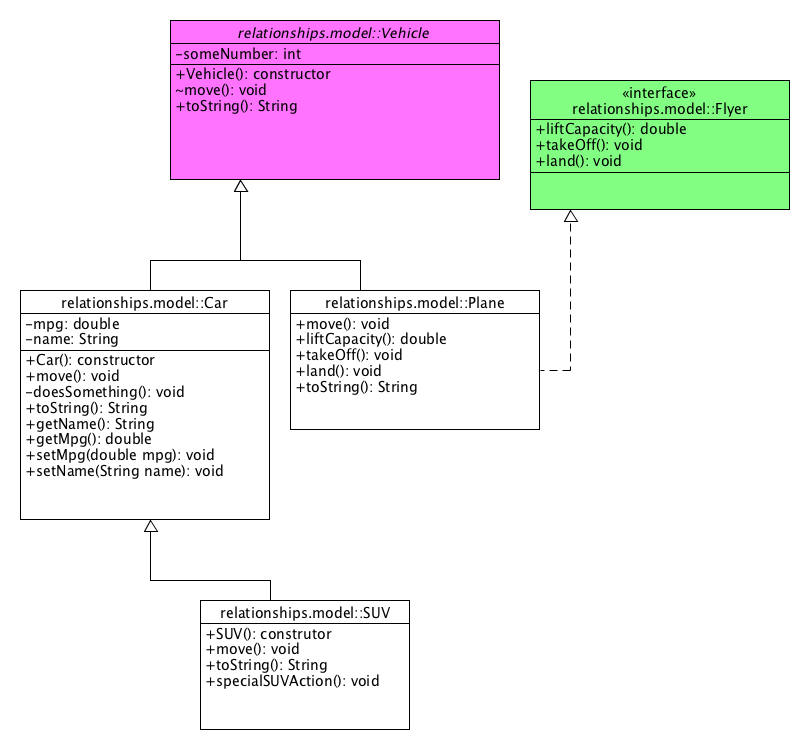 relationships.model::Vehicle
-someNumber: int
+Vehicle(): constructor
~move(): void
+toString(): String
«interface»
relationships.model::Flyer
+liftCapacity(): double
+takeOff(): void
+land(): void
relationships.model::Car
-mpg: double
-name: String
+Car(): constructor
+move(): void
-doesSomething(): void
+toString(): String
+getName(): String
+getMpg(): double
+setMpg(double mpg): void
+setName(String name): void
relationships.model::Plane
+move(): void
+liftCapacity(): double
+takeOff(): void
+land(): void
+toString(): String
relationships.model::SUV
+SUV(): construtor
+move(): void
+toString(): String
+specialSUVAction(): void